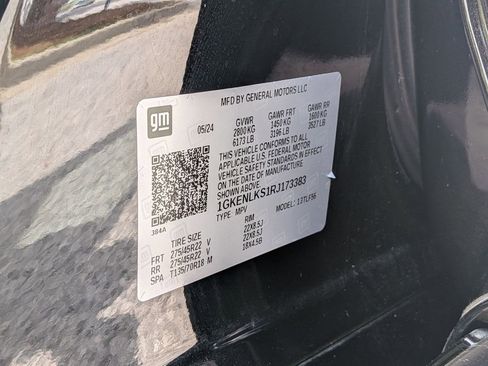 MFD BY GENERAL MOTORS LLC
gm
05/24
GVWR GAWR FRT GAWR RR
2800 KG 1450 KG 1600 KG
6173 LB 3196 LB 3527 LB
THIS VEHICLE CONFORMS TO ALL
APPLICABLE U.S. FEDERAL MOTOR
VEHICLE SAFETY STANDARDS IN EFFECT
ON THE DATE OF MANUFACTURE
SHOWN ABOVE.
1GKENLKS1RJ173383
TYPE: MPV 13TLF56
384A
TIRE SIZE RIM
FRT 275/45R22 V 22X8.5J
RR 275/45R22 V 22X8.5J
SPA T135/70R18 M 18X4.5B